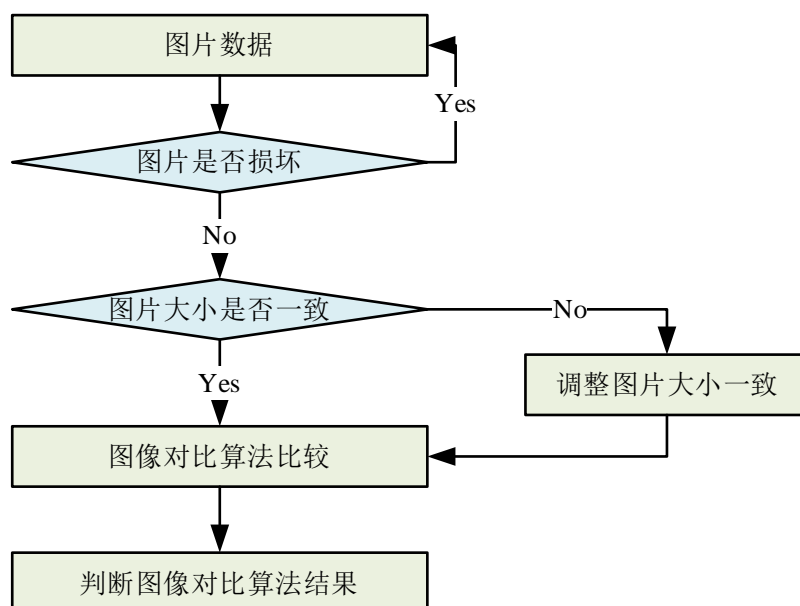 图片数据
Yes
图片是否损坏
No
图片大小是否一致
No
Yes
调整图片大小一致
图像对比算法比较
判断图像对比算法结果